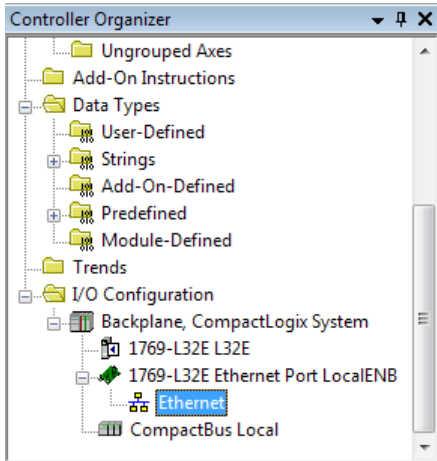 Controller Organizer
Ungrouped Axes
Add-On Instructions
Data Types
User-Defined
Strings
Add-On-Defined
Predefined
Module-Defined
Trends
I/O Configuration
Backplane, CompactLogix System
1769-L32E L32E
1769-L32E Ethernet Port LocalENB
Ethernet
CompactBus Local